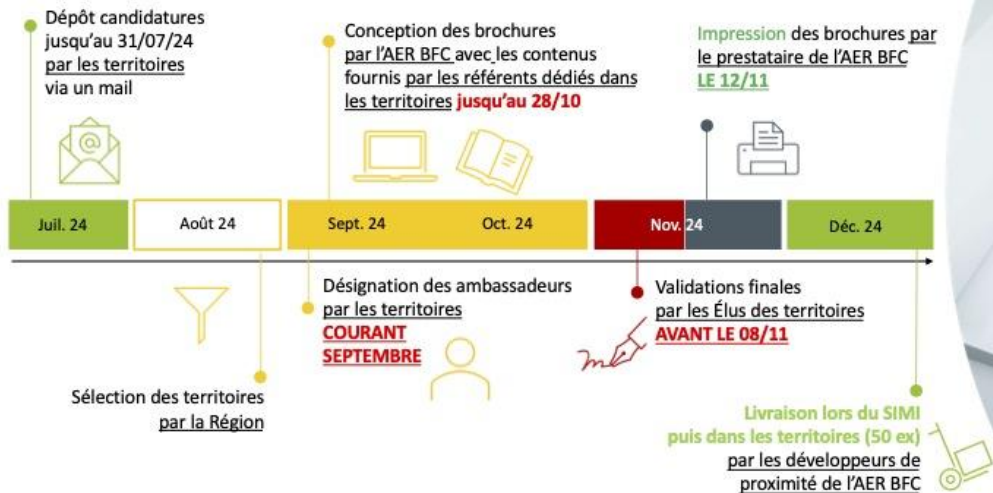 Dépôt candidatures
jusqu'au 31/07/24
par les territoires
via un mail
Conception des brochures
par l'AER BFC avec les contenus
fournis par les référents dédiés dans
les territoires jusqu'au 28/10
Impression des brochures par
le prestataire de l'AER BFC
LE 12/11
Juil. 24
Août 24
Sept. 24
Oct. 24
Nov. 24
Déc. 24
Sélection des territoires
par la Région
Désignation des ambassadeurs
par les territoires
COURANT
SEPTEMBRE
Validations finales
par les Élus des territoires
AVANT LE 08/11
Livraison lors du SIMI
puis dans les territoires (50 ex)
par les développeurs de
proximité de l'AER BFC